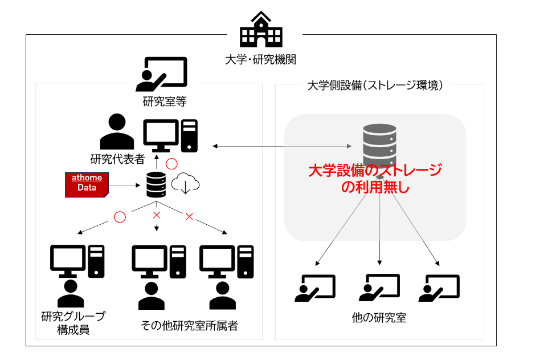 大学・研究機関
研究室等
大学側設備（ストレージ環境）
研究代表者
○
athome
Data
大学設備のストレージ
の利用無し
○
×
×
研究グループ
構成員
その他研究室所属者
他の研究室